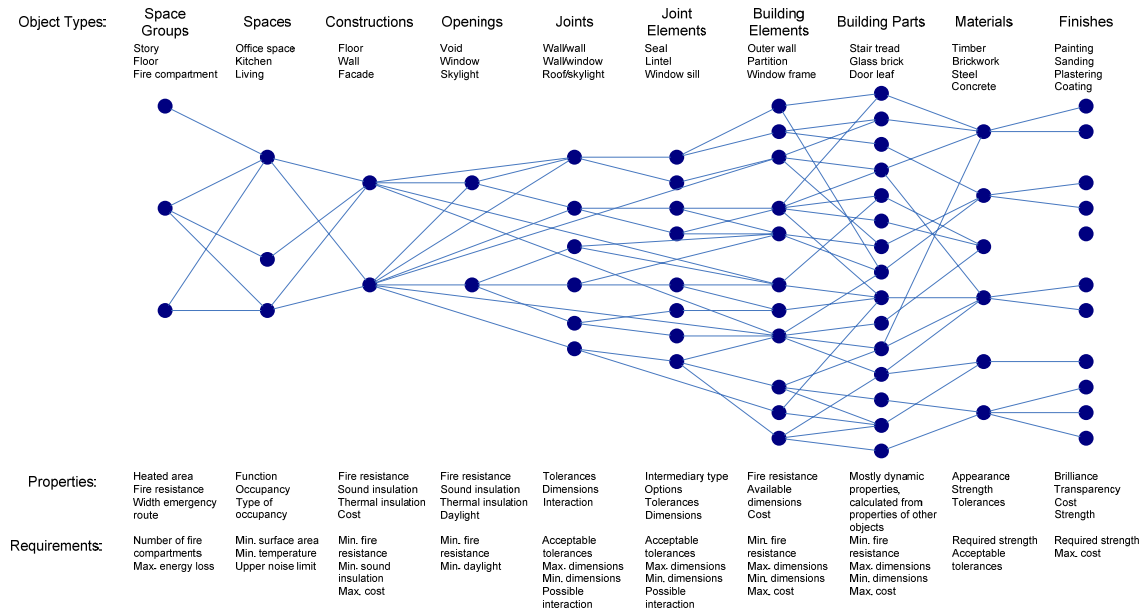 Object Types:
Space
Groups
Spaces
Constructions
Openings
Joints
Joint
Elements
Building
Elements
Building Parts
Materials
Finishes
Story
Floor
Fire compartment
Office space
Kitchen
Living
Floor
Wall
Facade
Void
Window
Skylight
Wall/wall
Wall/window
Roof/skylight
Seal
Lintel
Window sill
Outer wall
Partition
Window frame
Stair tread
Glass brick
Door leaf
Timber
Brickwork
Steel
Concrete
Painting
Sanding
Plastering
Coating
Properties:
Heated area
Fire resistance
Width emergency
route
Function
Occupancy
Type of
occupancy
Fire resistance
Sound insulation
Thermal insulation
Cost
Fire resistance
Sound insulation
Thermal insulation
Daylight
Tolerances
Dimensions
Interaction
Intermediary type
Options
Tolerances
Dimensions
Fire resistance
Available
dimensions
Cost
Mostly dynamic
properties,
calculated from
properties of other
objects
Appearance
Strength
Tolerances
Brilliance
Transparency
Cost
Strength
Requirements:
Number of fire
compartments
Max. energy loss
Min. surface area
Min. temperature
Upper noise limit
Min. fire
resistance
Min. sound
insulation
Max. cost
Min. fire
resistance
Min. daylight
Acceptable
tolerances
Max. dimensions
Min. dimensions
Possible
interaction
Acceptable
tolerances
Max. dimensions
Min. dimensions
Possible
interaction
Min. fire
resistance
Max. dimensions
Min. dimensions
Max. cost
Min. fire
resistance
Max. dimensions
Min. dimensions
Max. cost
Required strength
Acceptable
tolerances
Required strength
Max. cost